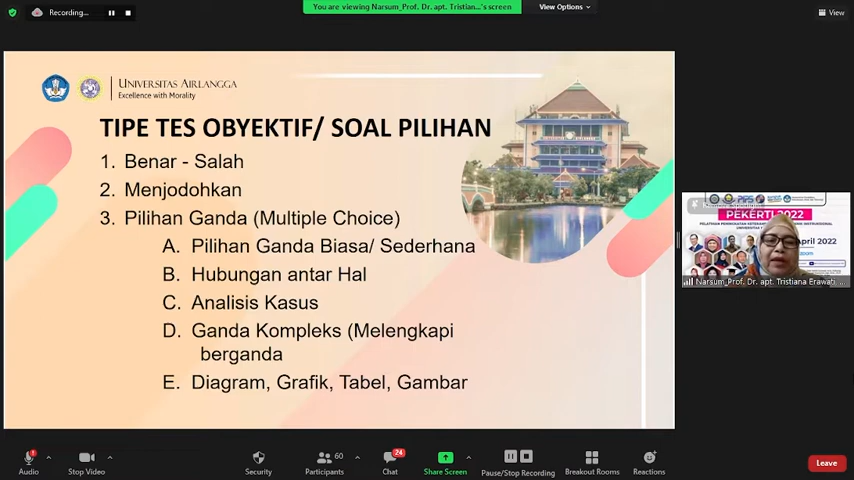 Recording...
You are viewing Narsum_Prof. Dr. apt. Tristian...'s screen
View Options
View
UNIVERSITAS AIRLANGGA
Excellence with Morality
TIPE TES OBYEKTIF/ SOAL PILIHAN
1. Benar - Salah
2. Menjodohkan
3. Pilihan Ganda (Multiple Choice)
A. Pilihan Ganda Biasa/ Sederhana
B. Hubungan antar Hal
C. Analisis Kasus
D. Ganda Kompleks (Melengkapi
berganda
E. Diagram, Grafik, Tabel, Gambar
PEKERTI 2022
April 2022
Narsum_Prof. Dr. apt. Tristiana Erawati...
Audio
Stop Video
Security
60
Participants
24
Chat
Share Screen
Pause/Stop Recording
Breakout Rooms
Reactions
Leave